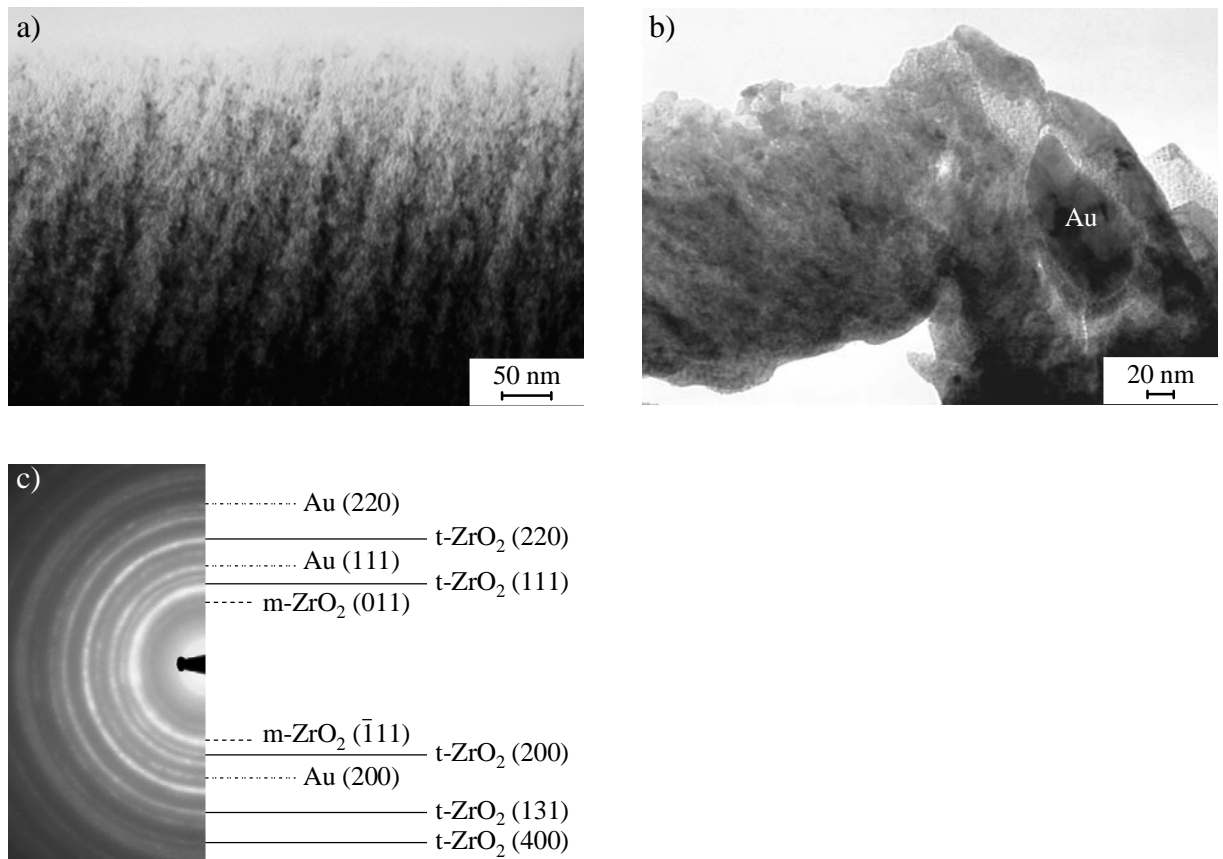 a)
50 nm
b)
Au
20 nm
c)
Au (220)
t-ZrO₂ (220)
Au (111)
t-ZrO₂ (111)
m-ZrO₂ (011)
m-ZrO₂ (1̄11)
t-ZrO₂ (200)
Au (200)
t-ZrO₂ (131)
t-ZrO₂ (400)